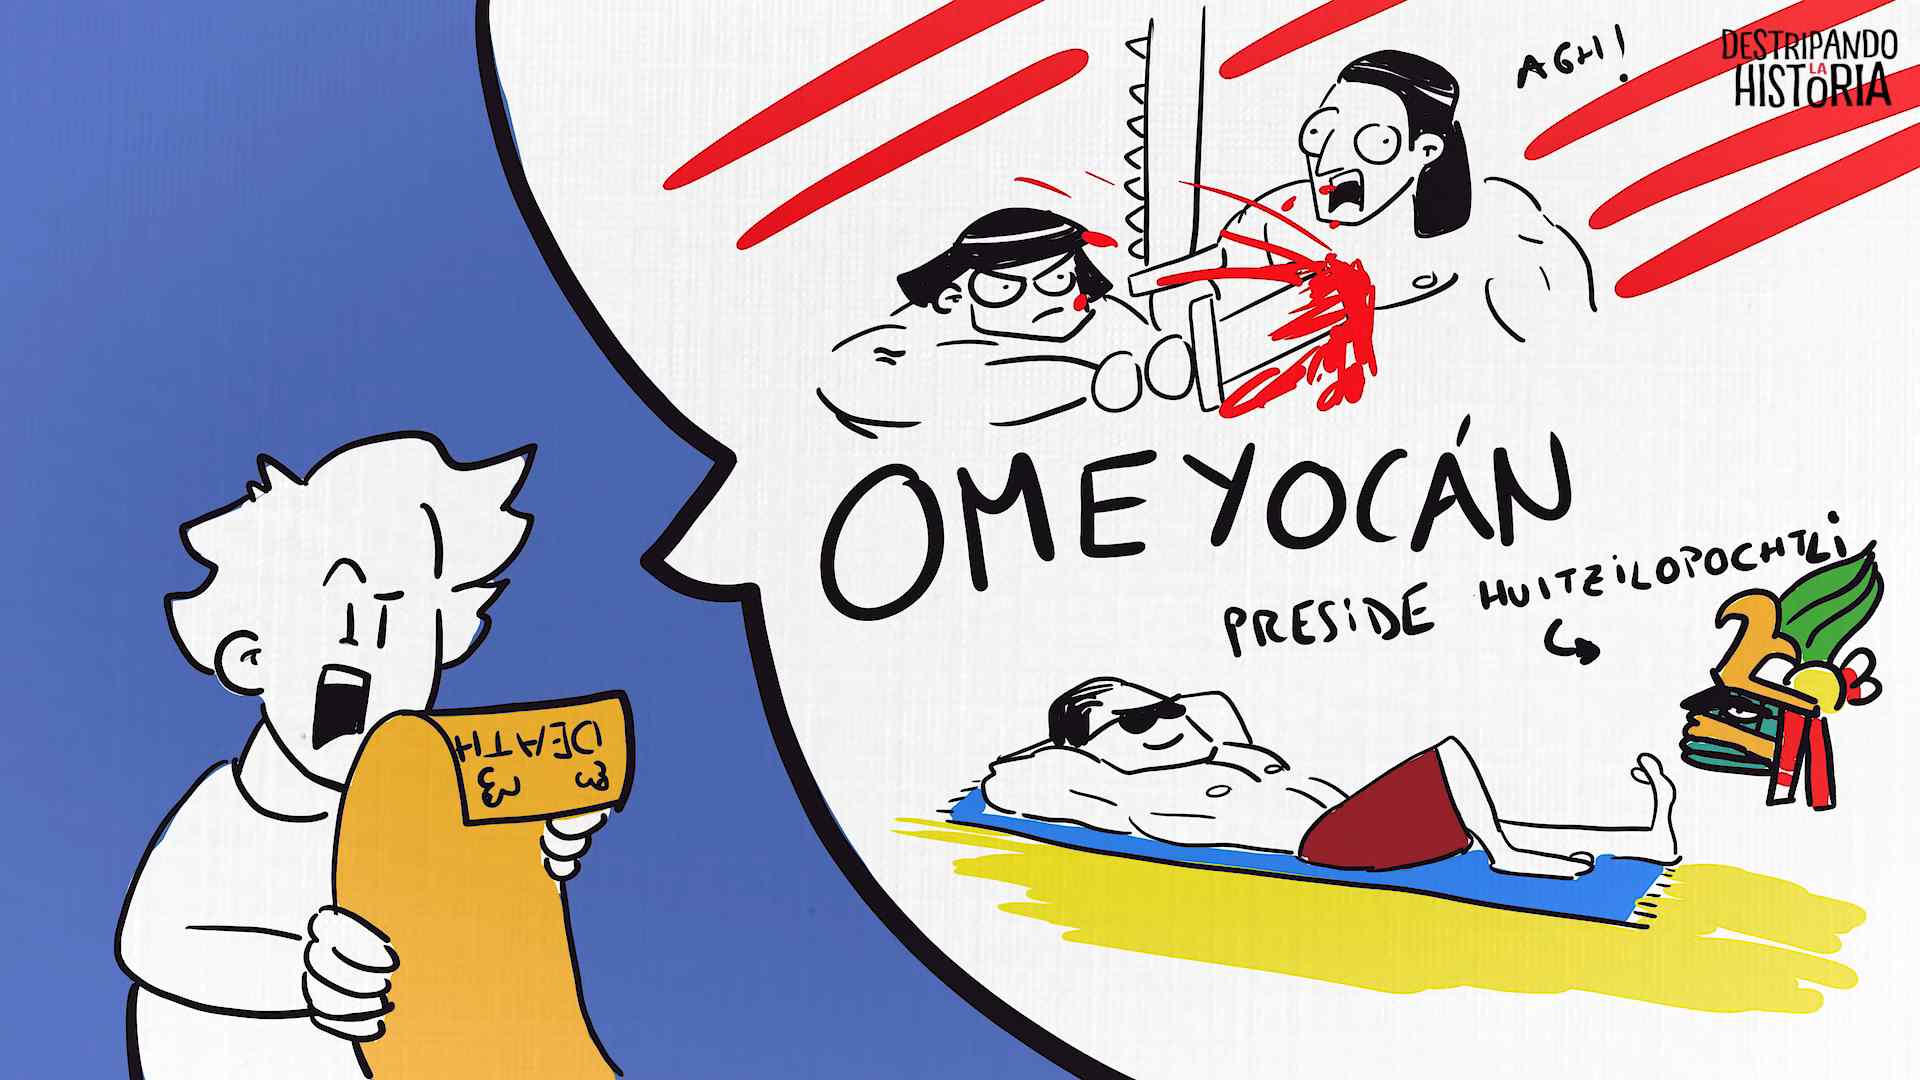 AGH!
DESTRIPANDO
LA
HISTORIA
OMEYOCÁN
PRESIDE HUITZILOPOCHTLI
DEATH